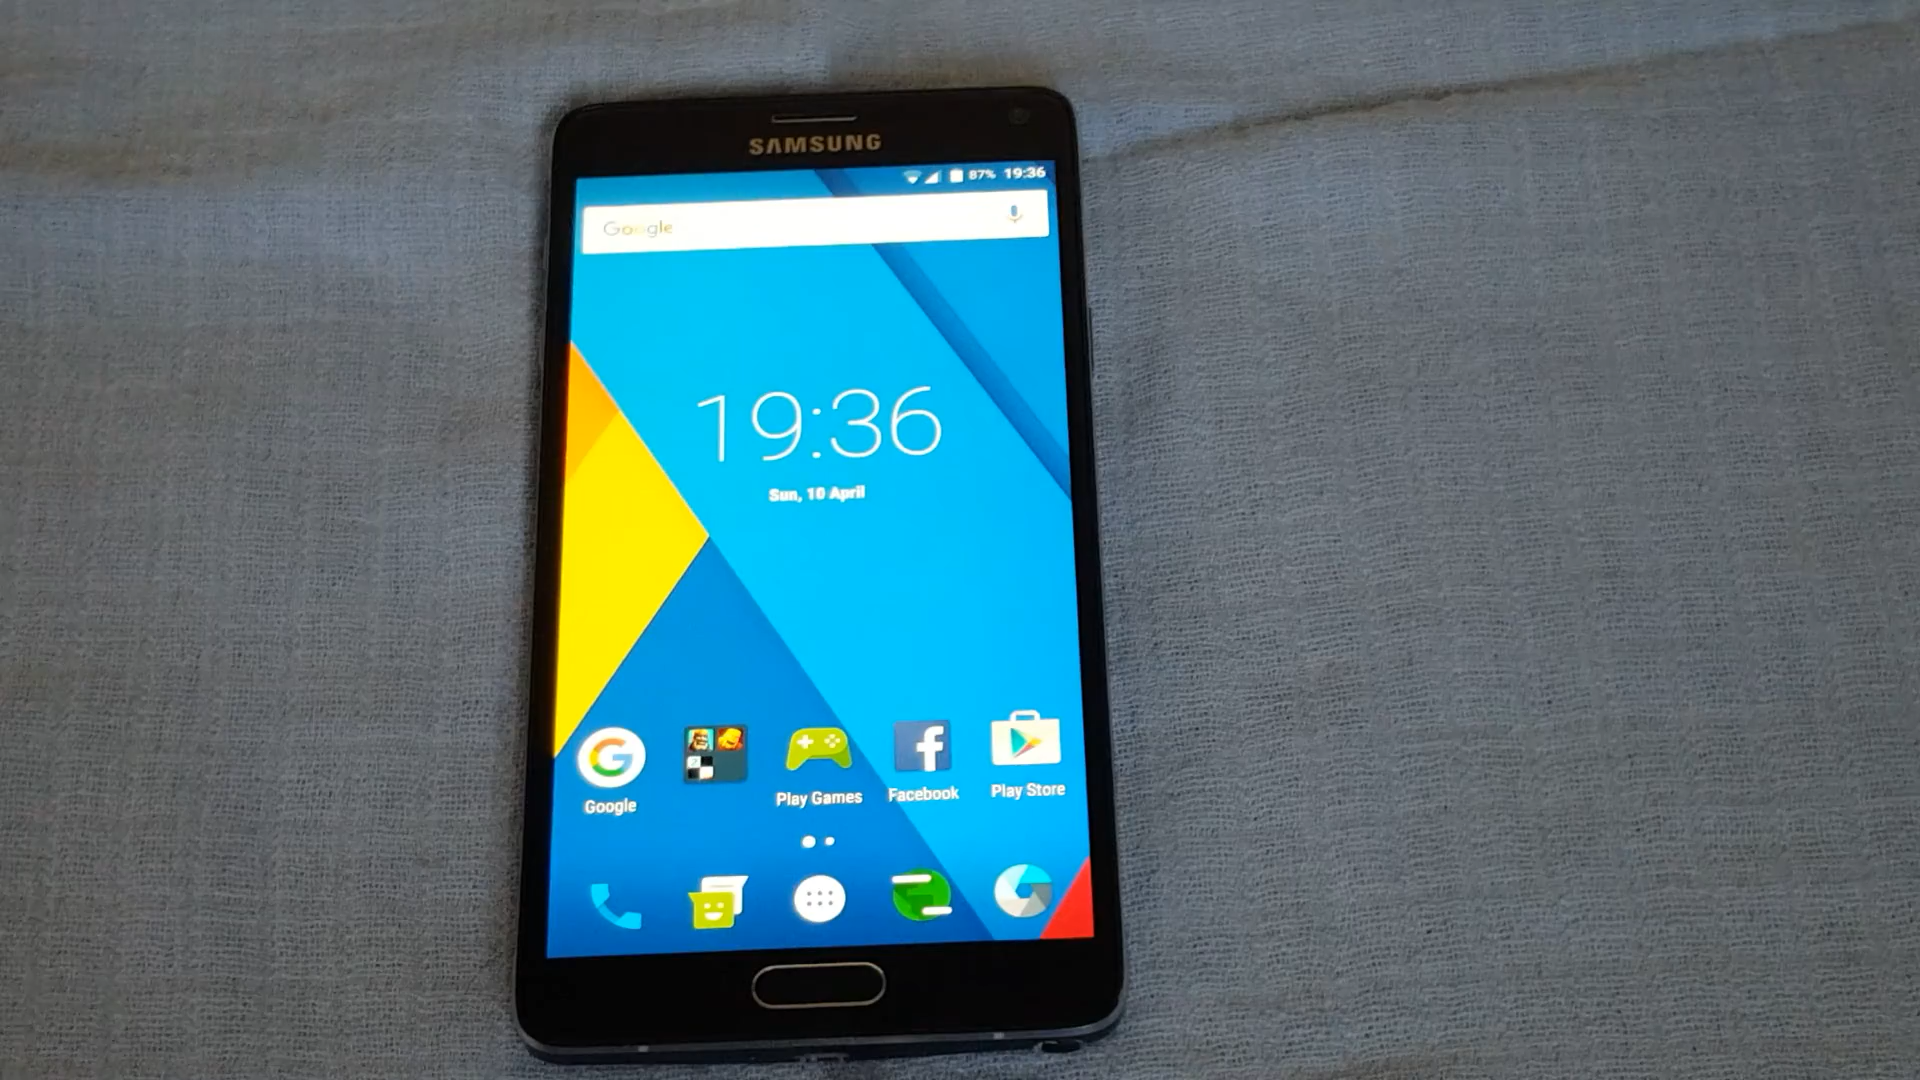 SAMSUNG
87% 19:36
Google
19:36
Sun, 10 April
Google
Play Games
Facebook
Play Store